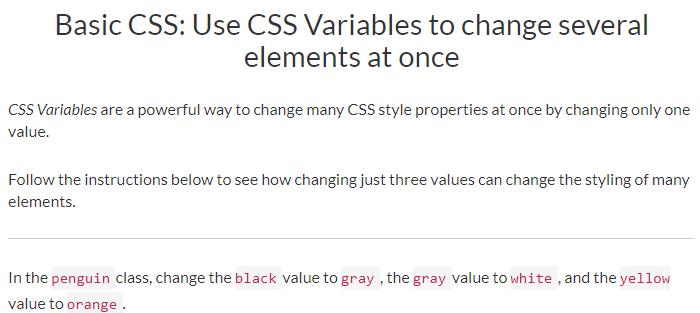 Basic CSS: Use CSS Variables to change several
elements at once
CSS Variables are a powerful way to change many CSS style properties at once by changing only one
value.
Follow the instructions below to see how changing just three values can change the styling of many
elements.
In the penguin class, change the black value to gray , the gray value to white , and the yellow
value to orange .